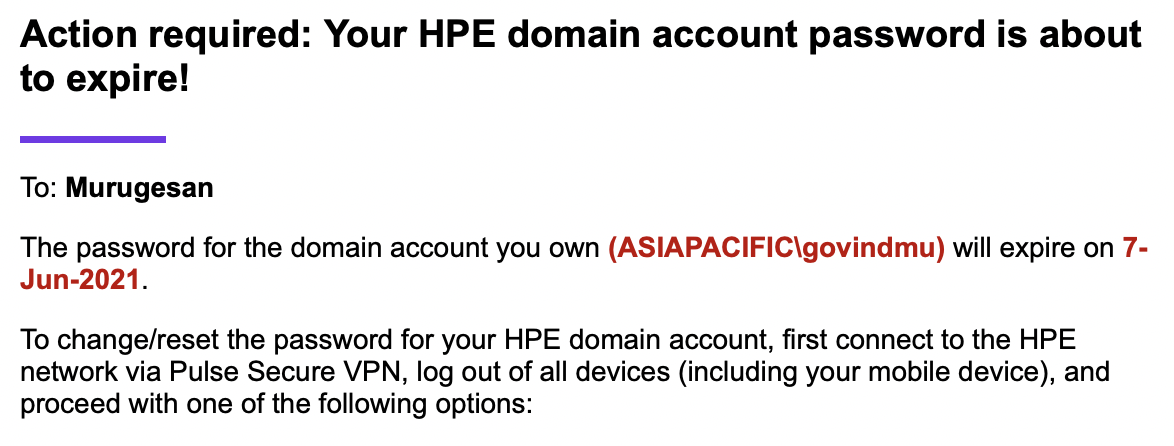 Action required: Your HPE domain account password is about
to expire!
To: Murugesan
The password for the domain account you own (ASIAPACIFIC\govindmu) will expire on 7-
Jun-2021.
To change/reset the password for your HPE domain account, first connect to the HPE
network via Pulse Secure VPN, log out of all devices (including your mobile device), and
proceed with one of the following options: